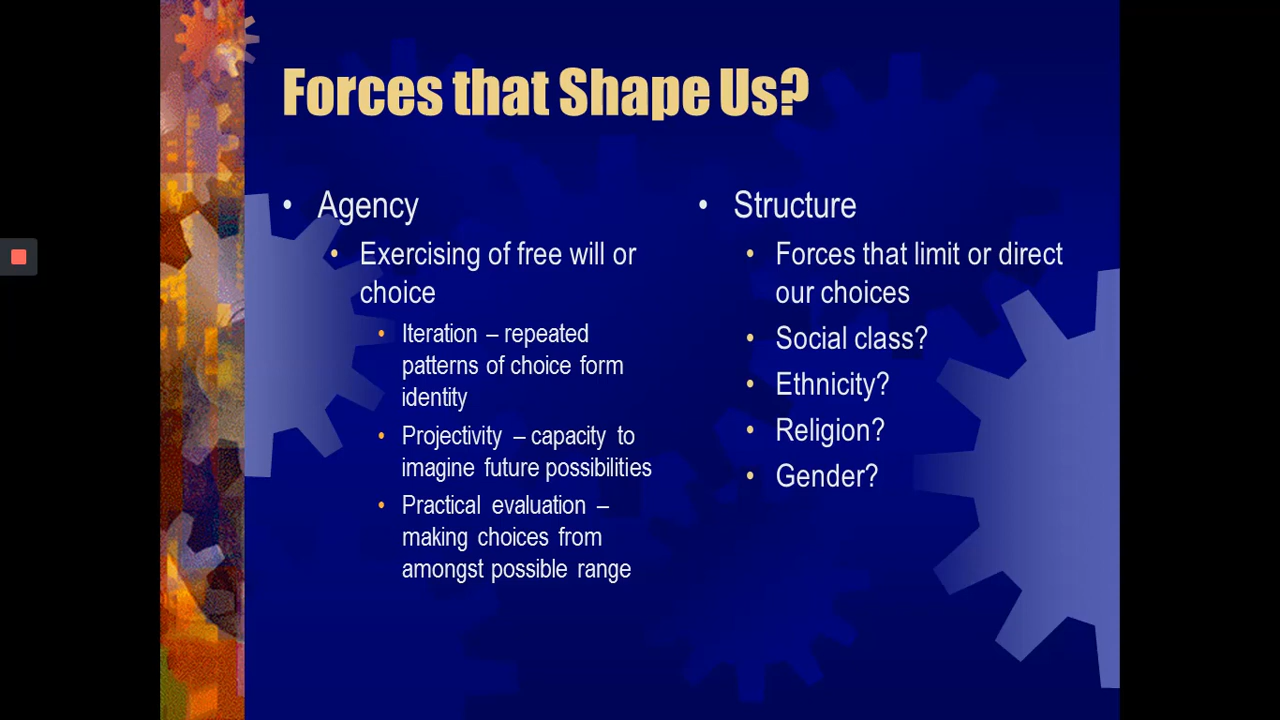 Forces that Shape Us?
• Agency
• Exercising of free will or
choice
• Iteration – repeated
patterns of choice form
identity
• Projectivity – capacity to
imagine future possibilities
• Practical evaluation –
making choices from
amongst possible range
• Structure
• Forces that limit or direct
our choices
• Social class?
• Ethnicity?
• Religion?
• Gender?